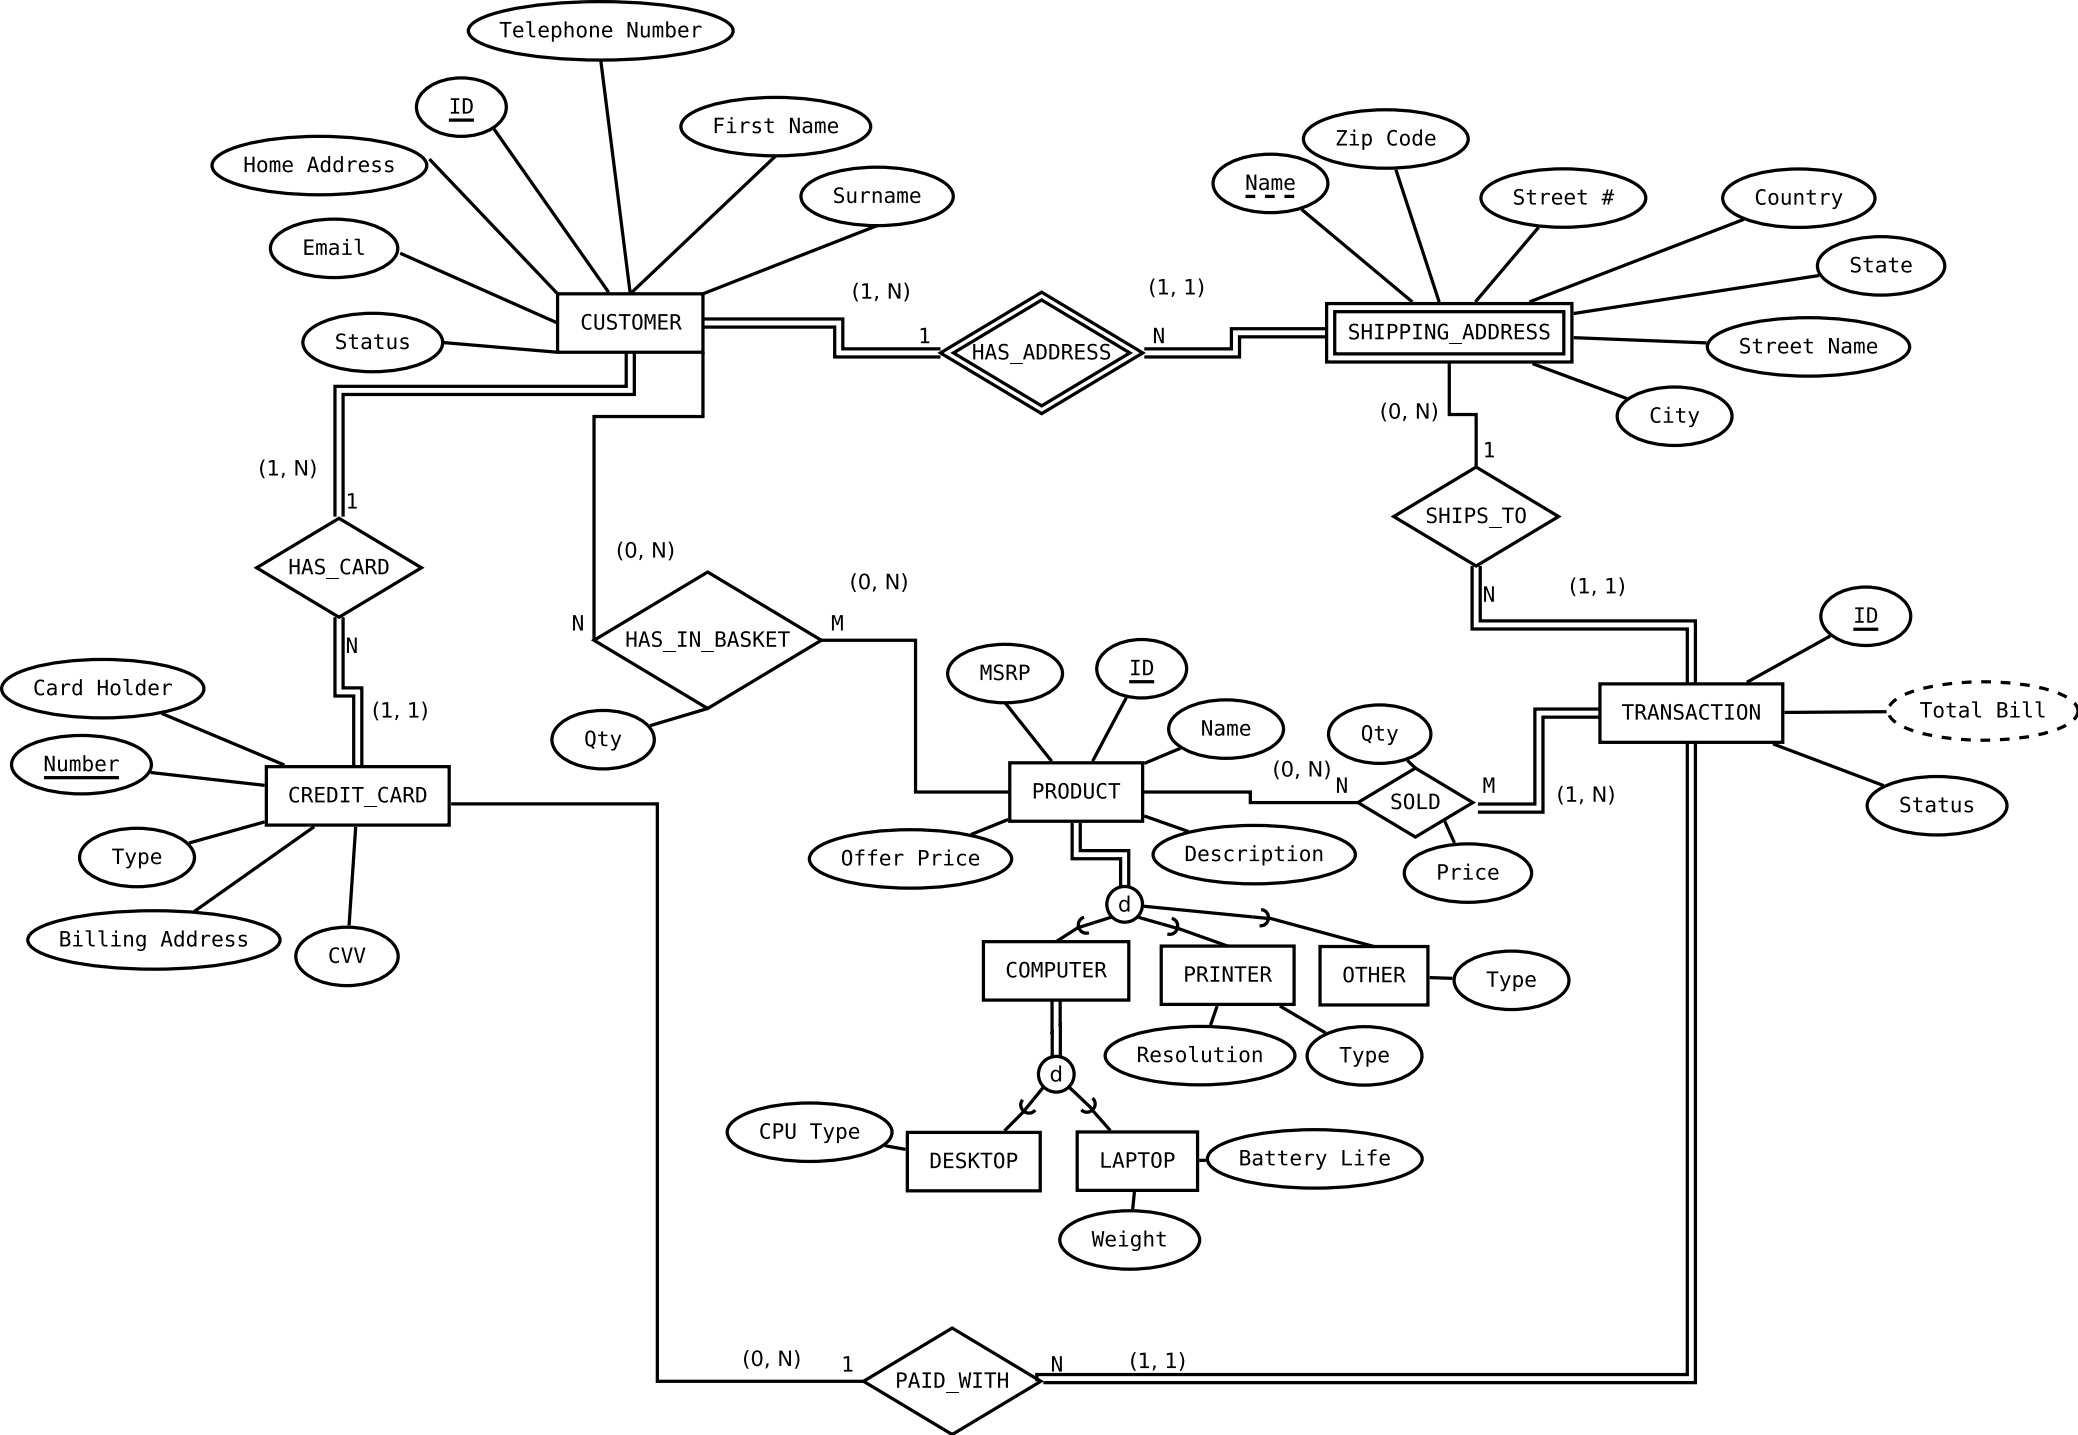 Telephone Number
ID
First Name
Home Address
Surname
Email
Status
CUSTOMER
(1, N)
1
HAS_ADDRESS
(1, 1)
N
Zip Code
Name
Street #
Country
State
SHIPPING_ADDRESS
Street Name
City
(0, N)
1
SHIPS_TO
N
(1, 1)
(1, N)
1
HAS_CARD
N
(1, 1)
(0, N)
N
HAS_IN_BASKET
M
(0, N)
Qty
Card Holder
Number
CREDIT_CARD
Type
Billing Address
CVV
MSRP
ID
Name
PRODUCT
Offer Price
Description
(0, N)
N
Qty
SOLD
M
(1, N)
Price
ID
TRANSACTION
Total Bill
Status
d
COMPUTER
PRINTER
OTHER
Type
Resolution
Type
d
CPU Type
DESKTOP
LAPTOP
Battery Life
Weight
(0, N)
1
PAID_WITH
N
(1, 1)